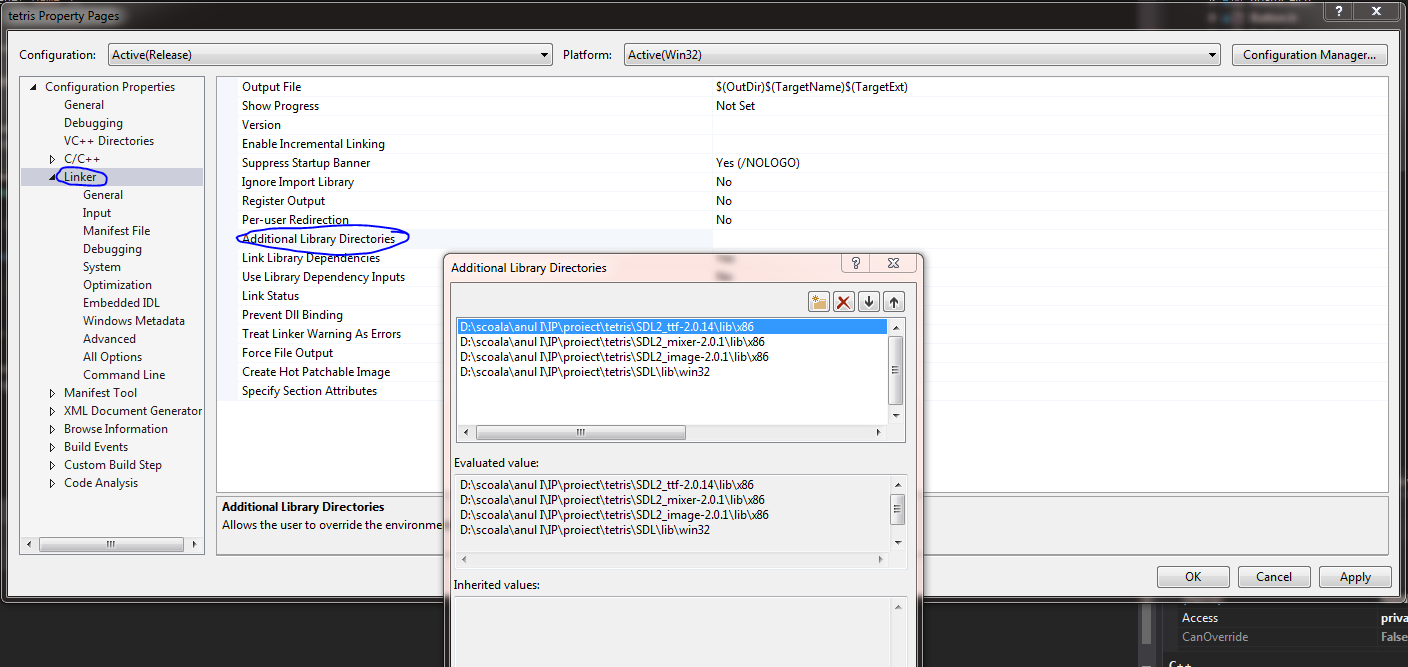 tetris Property Pages
Configuration: Active(Release) Platform: Active(Win32) Configuration Manager...
Configuration Properties
General
Debugging
VC++ Directories
C/C++
Linker
General
Input
Manifest File
Debugging
System
Optimization
Embedded IDL
Windows Metadata
Advanced
All Options
Command Line
Manifest Tool
XML Document Generator
Browse Information
Build Events
Custom Build Step
Code Analysis
Output File $(OutDir)$(TargetName)$(TargetExt)
Show Progress Not Set
Version
Enable Incremental Linking
Suppress Startup Banner Yes (/NOLOGO)
Ignore Import Library No
Register Output No
Per-user Redirection No
Additional Library Directories
Link Library Dependencies
Use Library Dependency Inputs
Link Status
Prevent Dll Binding
Treat Linker Warning As Errors
Force File Output
Create Hot Patchable Image
Specify Section Attributes
Additional Library Directories
Allows the user to override the environme
Additional Library Directories
D:\scoala\anul I\IP\proiect\tetris\SDL2_ttf-2.0.14\lib\x86
D:\scoala\anul I\IP\proiect\tetris\SDL2_mixer-2.0.1\lib\x86
D:\scoala\anul I\IP\proiect\tetris\SDL2_image-2.0.1\lib\x86
D:\scoala\anul I\IP\proiect\tetris\SDL\lib\win32
Evaluated value:
D:\scoala\anul I\IP\proiect\tetris\SDL2_ttf-2.0.14\lib\x86
D:\scoala\anul I\IP\proiect\tetris\SDL2_mixer-2.0.1\lib\x86
D:\scoala\anul I\IP\proiect\tetris\SDL2_image-2.0.1\lib\x86
D:\scoala\anul I\IP\proiect\tetris\SDL\lib\win32
Inherited values:
OK Cancel Apply
Access priva
CanOverride False
C++